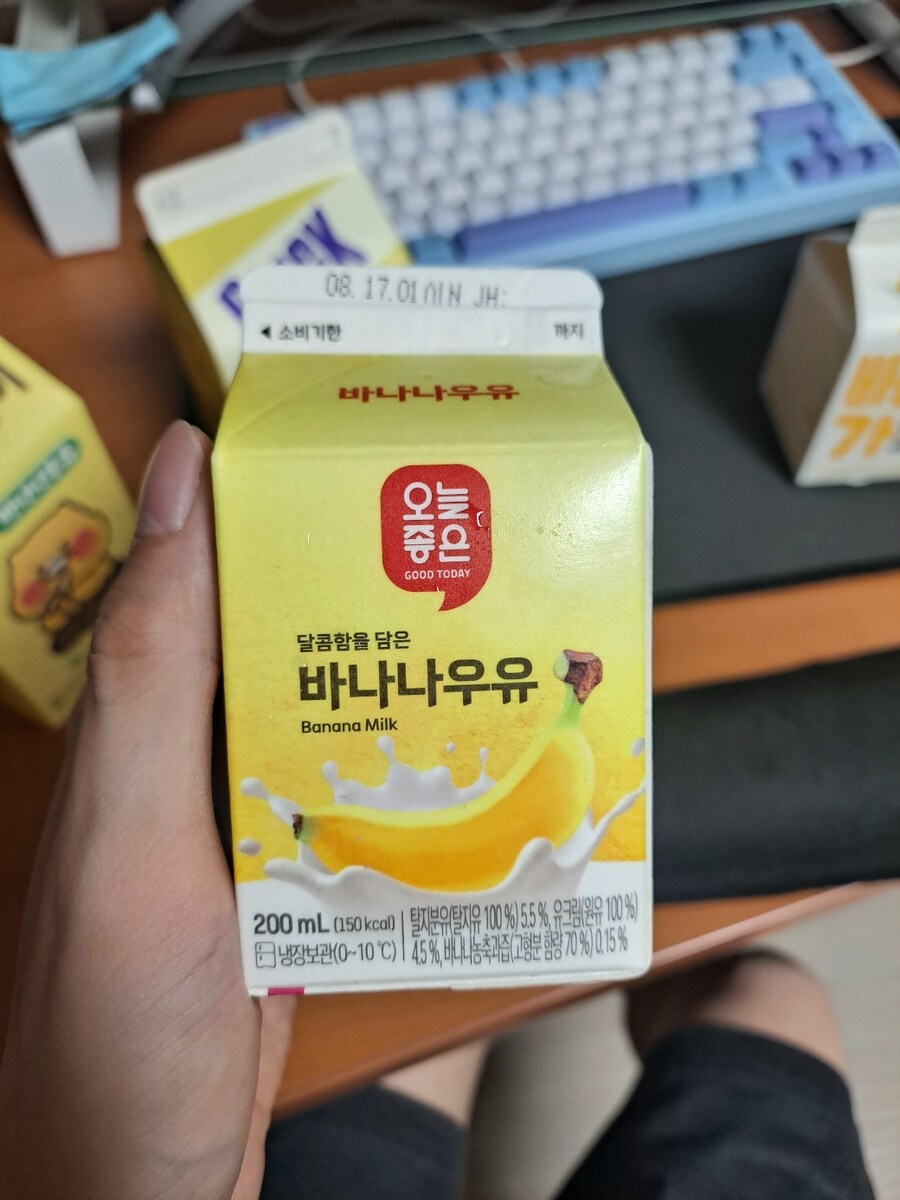 08. 17. 01
◀ 소비기한 까지
바나나우유
오늘
좋은
GOOD TODAY
달콤함을 담은
바나나우유
Banana Milk
200 mL (150 kcal)
냉장보관(0~10 ℃)
탈지분유(탈지유 100 %) 5.5 %, 유크림(원유 100 %)
4.5 %, 바나나농축과즙(고형분 함량 70 %) 0.15 %